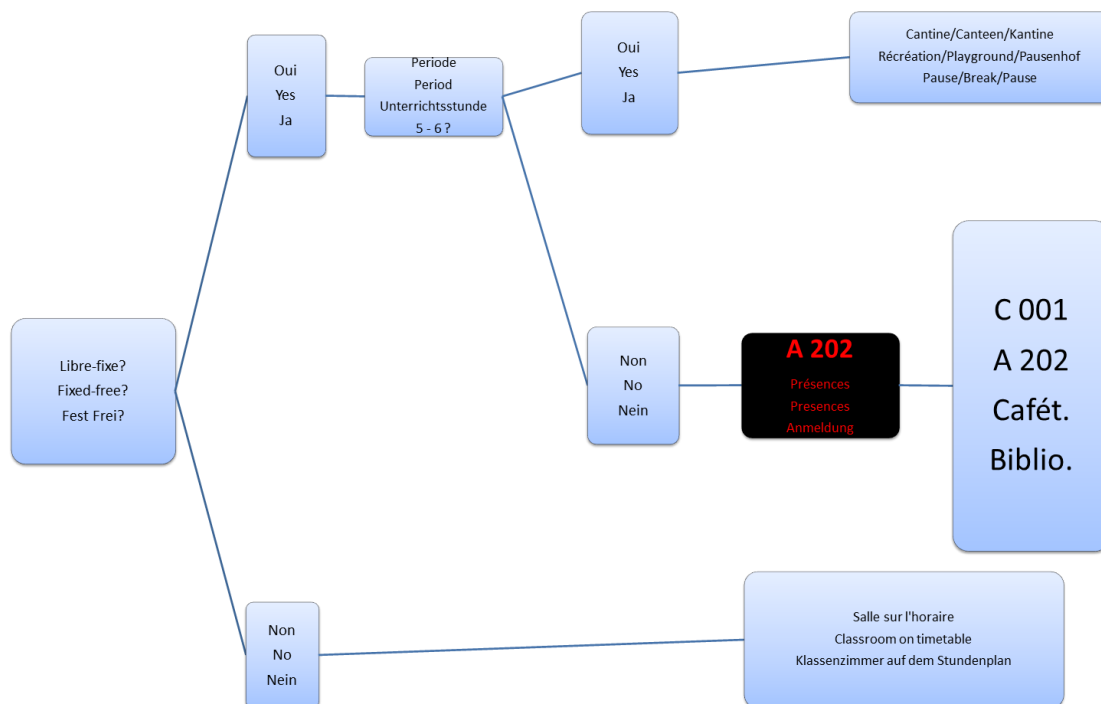 Libre-fixe?
Fixed-free?
Fest Frei?
Oui
Yes
Ja
Periode
Period
Unterrichtsstunde
5 - 6 ?
Oui
Yes
Ja
Cantine/Canteen/Kantine
Récréation/Playground/Pausenhof
Pause/Break/Pause
Non
No
Nein
A 202
Présences
Presences
Anmeldung
C 001
A 202
Cafét.
Biblio.
Non
No
Nein
Salle sur l'horaire
Classroom on timetable
Klassenzimmer auf dem Stundenplan